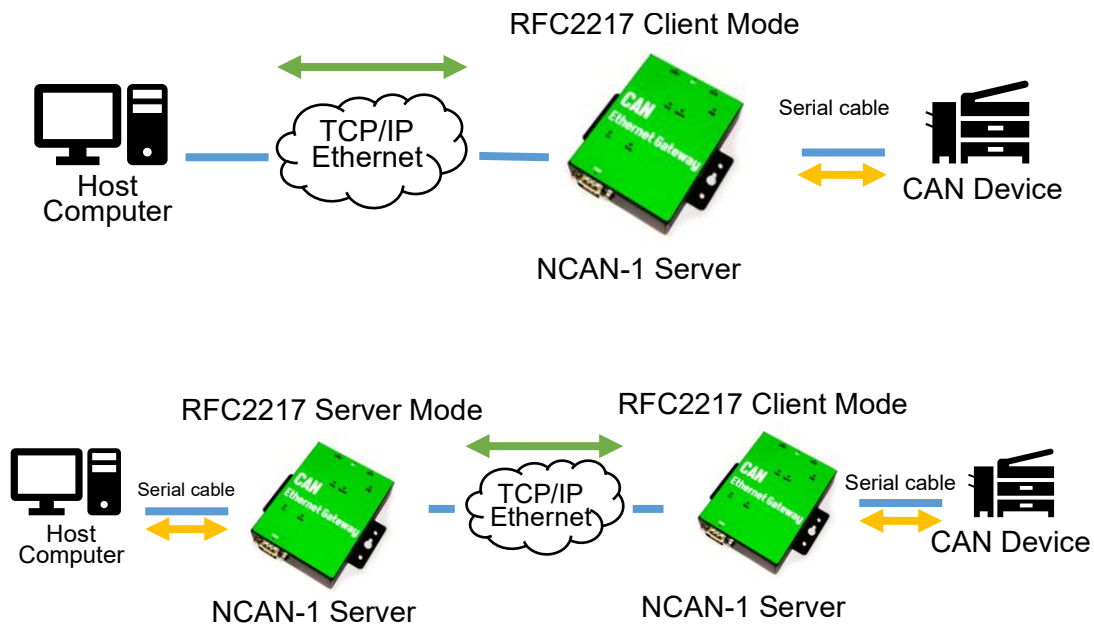 RFC2217 Client Mode
TCP/IP
Ethernet
CAN
Ethernet Gateway
Serial cable
Host
Computer
CAN Device
NCAN-1 Server
RFC2217 Server Mode
RFC2217 Client Mode
Serial cable
CAN
Ethernet Gateway
TCP/IP
Ethernet
CAN
Ethernet Gateway
Serial cable
Host
Computer
CAN Device
NCAN-1 Server
NCAN-1 Server